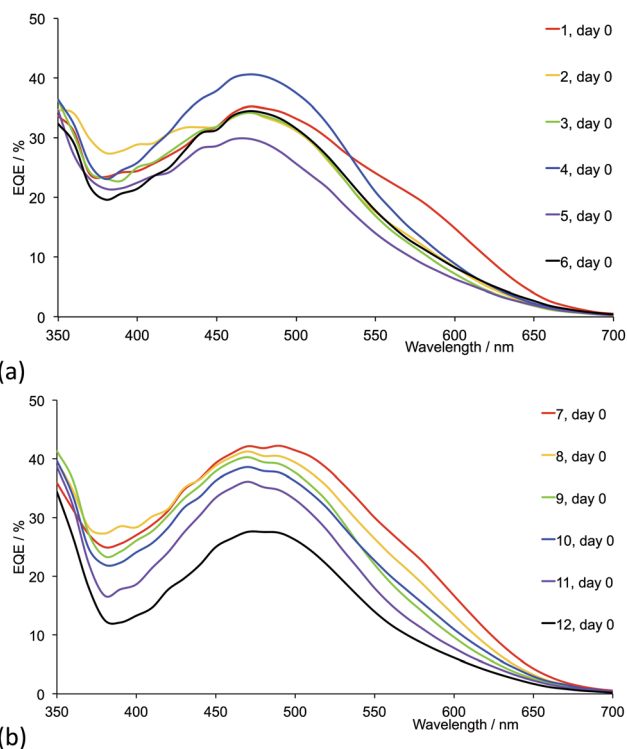 50
40
30
20
10
0
EQE / %
350
400
450
500
550
600
650
700
Wavelength / nm
1, day 0
2, day 0
3, day 0
4, day 0
5, day 0
6, day 0
(a)
50
40
30
20
10
0
EQE / %
350
400
450
500
550
600
650
700
Wavelength / nm
7, day 0
8, day 0
9, day 0
10, day 0
11, day 0
12, day 0
(b)